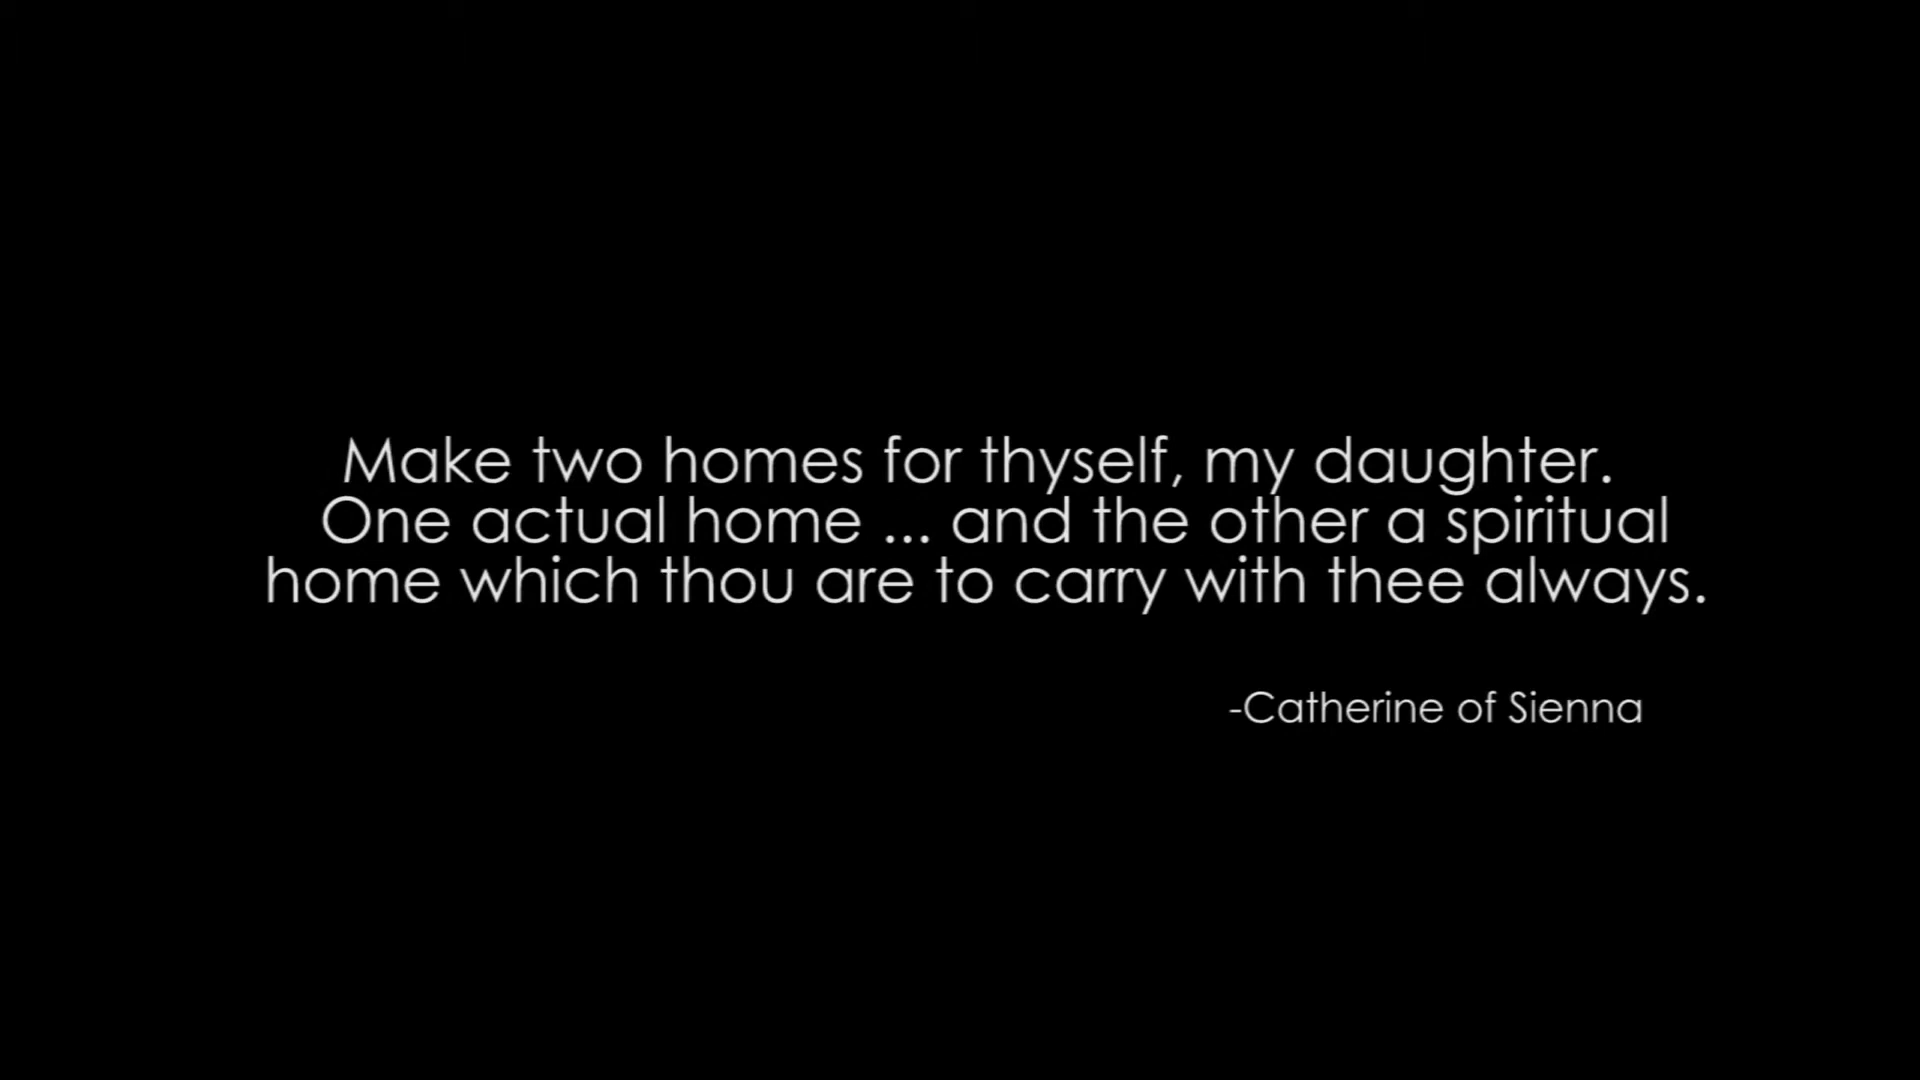 Make two homes for thyself, my daughter.
One actual home ... and the other a spiritual
home which thou are to carry with thee always.
-Catherine of Sienna